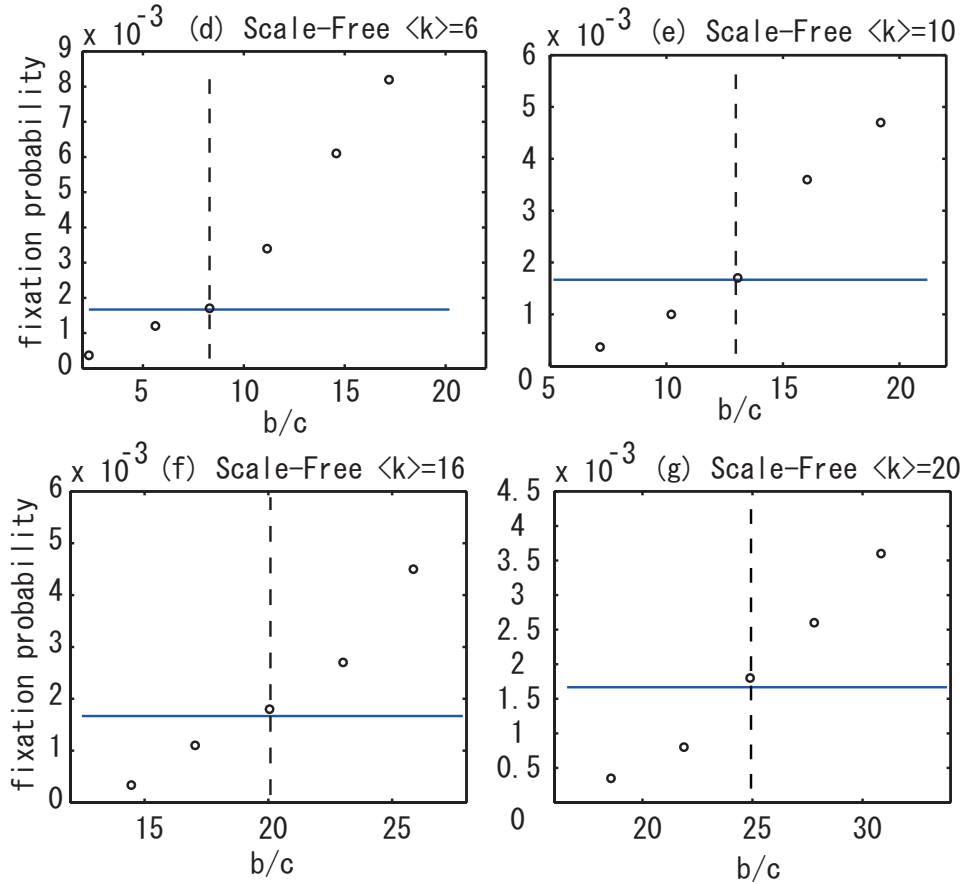 x 10-3 (d) Scale-Free <k>=6
9
8
7
6
5
4
3
2
1
0
fixation probability
5 10 15 20
b/c
x 10-3 (e) Scale-Free <k>=10
6
5
4
3
2
1
0
5 10 15 20
b/c
x 10-3 (f) Scale-Free <k>=16
6
5
4
3
2
1
0
fixation probability
15 20 25
b/c
x 10-3 (g) Scale-Free <k>=20
4.5
3.5
3
2.5
2
1.5
1
0.5
0
20 25 30
b/c